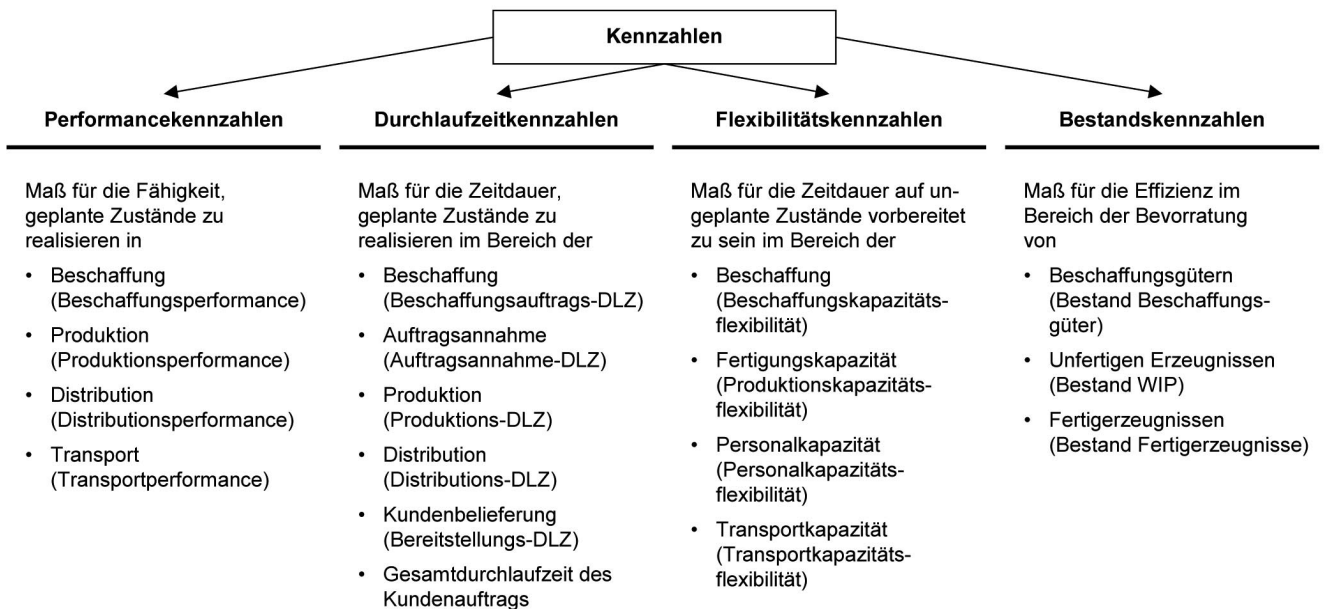 Kennzahlen
Performancekennzahlen
Maß für die Fähigkeit,
geplante Zustände zu
realisieren in
• Beschaffung
(Beschaffungsperformance)
• Produktion
(Produktionsperformance)
• Distribution
(Distributionsperformance)
• Transport
(Transportperformance)
Durchlaufzeitkennzahlen
Maß für die Zeitdauer,
geplante Zustände zu
realisieren im Bereich der
• Beschaffung
(Beschaffungsauftrags-DLZ)
• Auftragsannahme
(Auftragsannahme-DLZ)
• Produktion
(Produktions-DLZ)
• Distribution
(Distributions-DLZ)
• Kundenbelieferung
(Bereitstellungs-DLZ)
• Gesamtdurchlaufzeit des
Kundenauftrags
Flexibilitätskennzahlen
Maß für die Zeitdauer auf un-
geplante Zustände vorbereitet
zu sein im Bereich der
• Beschaffung
(Beschaffungskapazitäts-
flexibilität)
• Fertigungskapazität
(Produktionskapazitäts-
flexibilität)
• Personalkapazität
(Personalkapazitäts-
flexibilität)
• Transportkapazität
(Transportkapazitäts-
flexibilität)
Bestandskennzahlen
Maß für die Effizienz im
Bereich der Bevorratung
von
• Beschaffungsgütern
(Bestand Beschaffungs-
güter)
• Unfertigen Erzeugnissen
(Bestand WIP)
• Fertigerzeugnissen
(Bestand Fertigerzeugnisse)